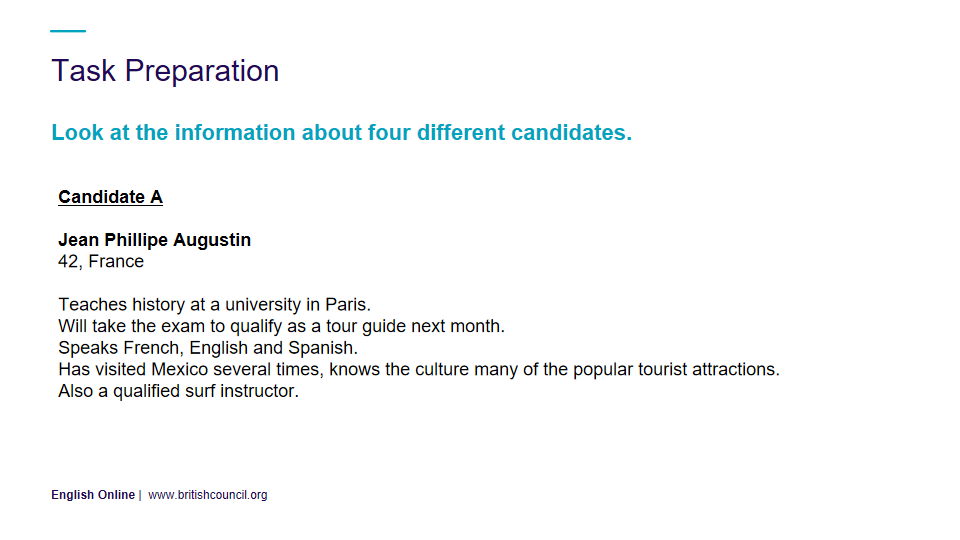 Task Preparation
Look at the information about four different candidates.
Candidate A
Jean Phillipe Augustin
42, France
Teaches history at a university in Paris.
Will take the exam to qualify as a tour guide next month.
Speaks French, English and Spanish.
Has visited Mexico several times, knows the culture many of the popular tourist attractions.
Also a qualified surf instructor.
English Online | www.britishcouncil.org